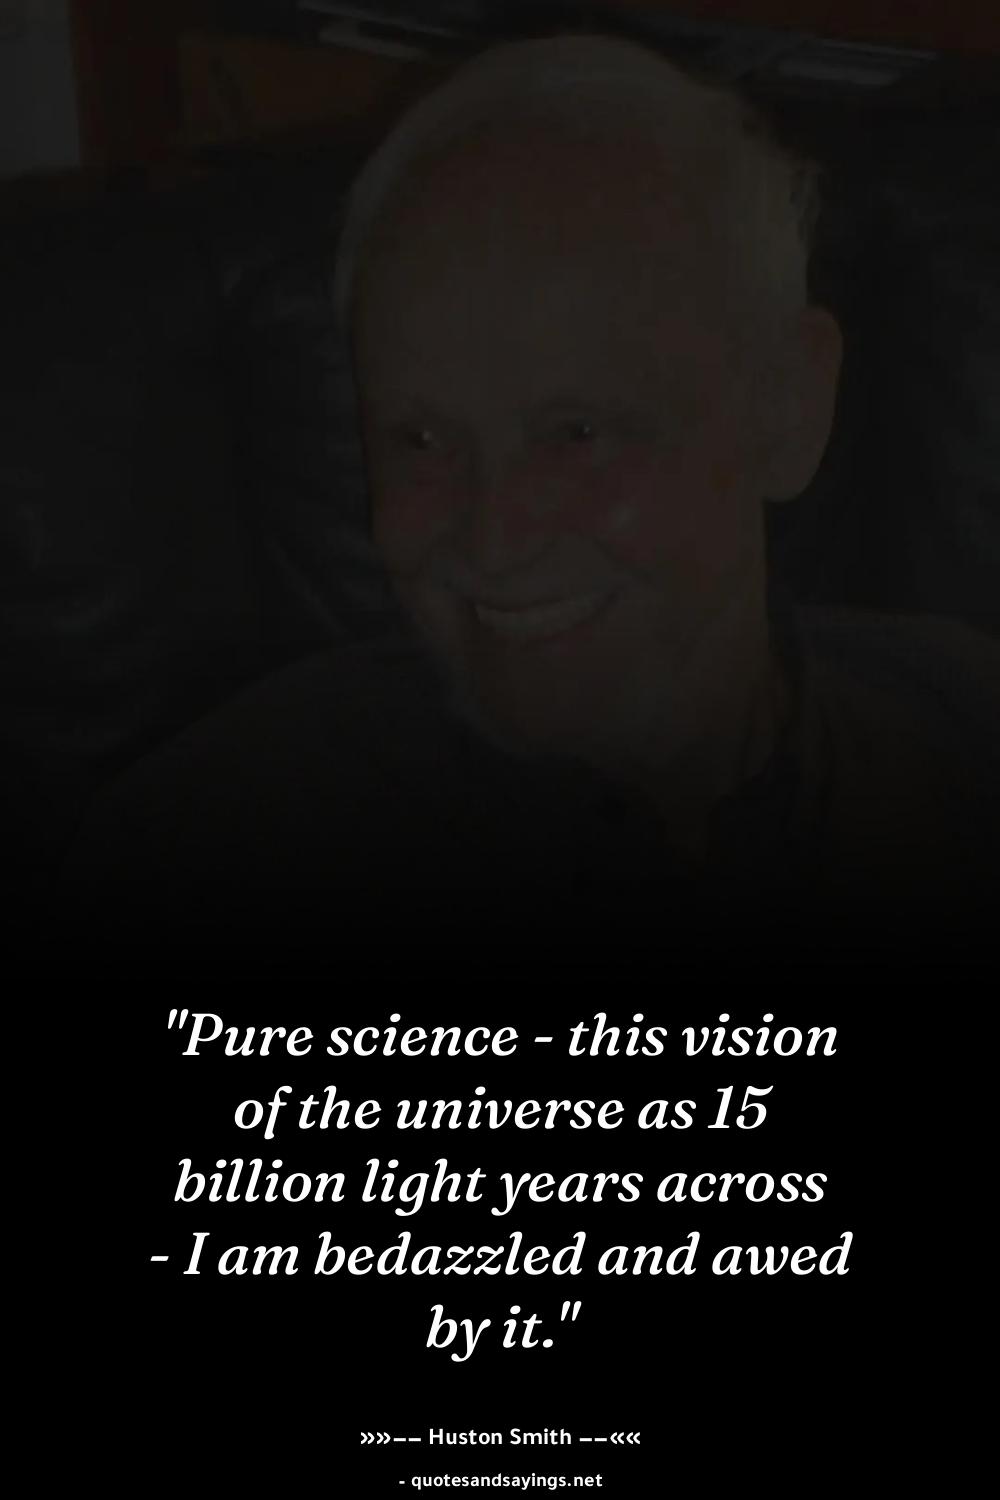 "Pure science - this vision
of the universe as 15
billion light years across
- I am bedazzled and awed
by it."
»»−− Huston Smith −−««
- quotesandsayings.net